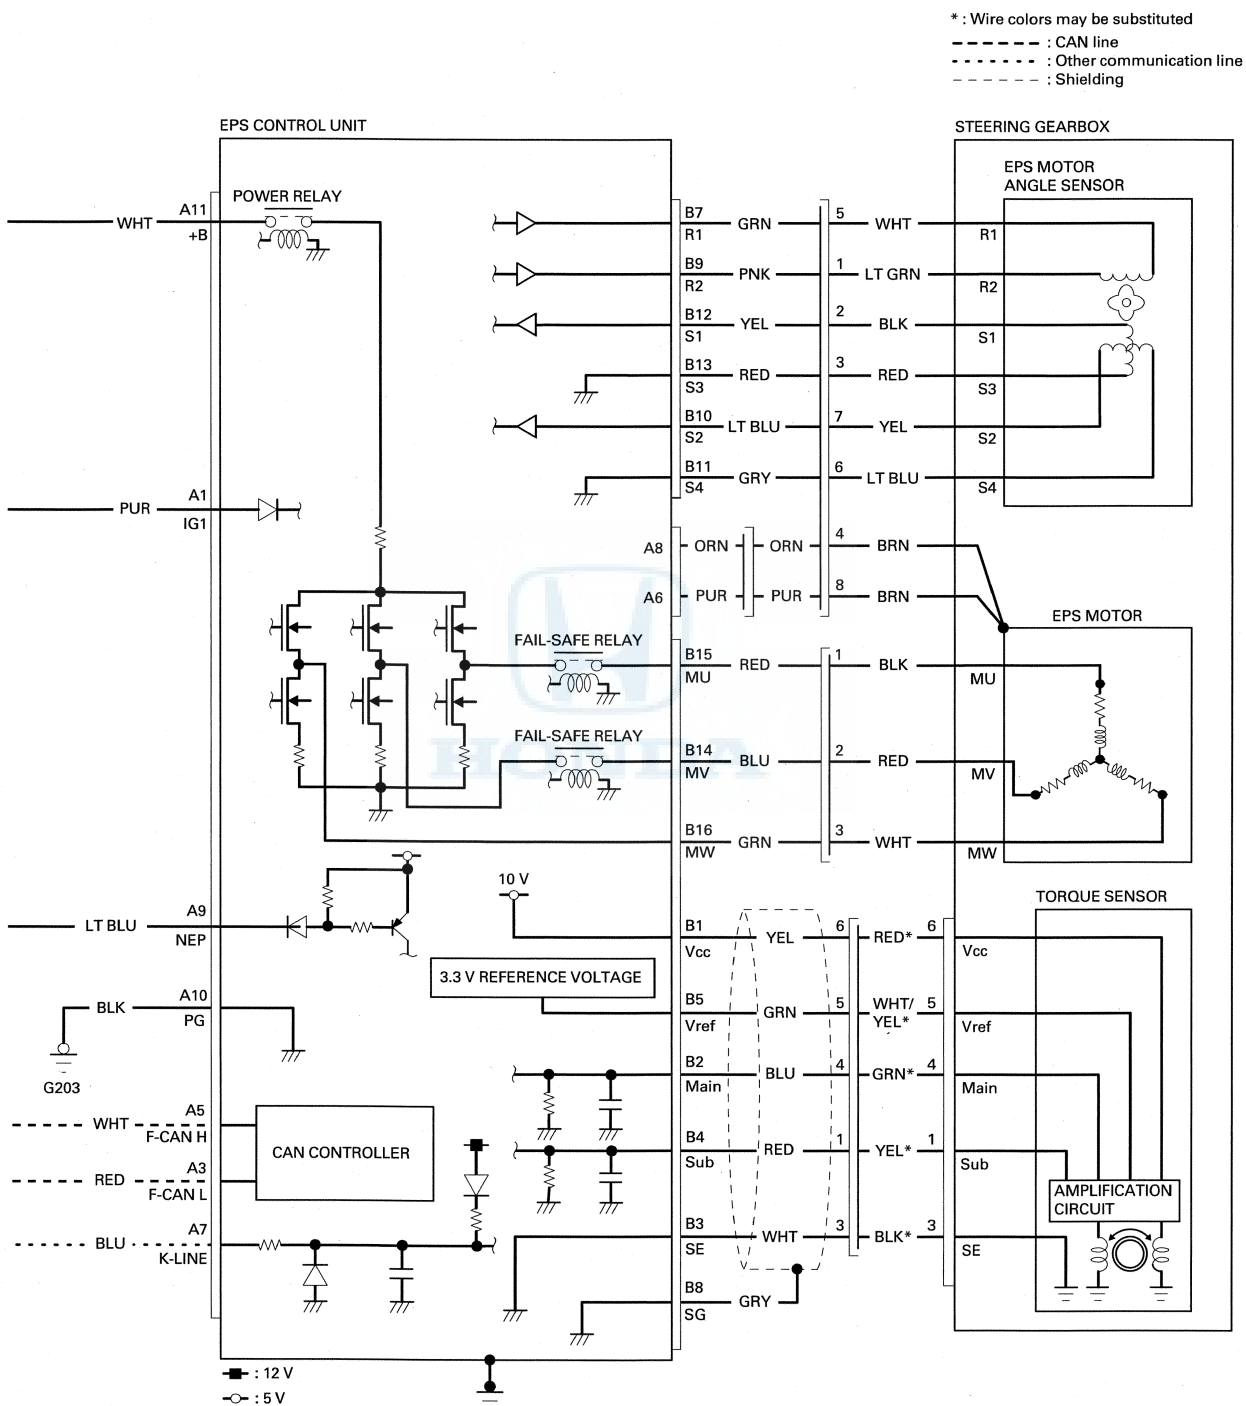 * : Wire colors may be substituted
: CAN line
: Other communication line
: Shielding
EPS CONTROL UNIT
STEERING GEARBOX
EPS MOTOR
ANGLE SENSOR
POWER RELAY
WHT
A11
+B
B7
R1
GRN
5
WHT
R1
B9
R2
PNK
1
LT GRN
R2
B12
S1
YEL
2
BLK
S1
B13
S3
RED
3
RED
S3
B10
S2
LT BLU
7
YEL
S2
B11
S4
GRY
6
LT BLU
S4
PUR
A1
IG1
A8
ORN
ORN
4
BRN
A6
PUR
PUR
8
BRN
EPS MOTOR
FAIL-SAFE RELAY
B15
MU
RED
1
BLK
MU
FAIL-SAFE RELAY
B14
MV
BLU
2
RED
MV
HONDA
B16
MW
GRN
3
WHT
MW
10 V
TORQUE SENSOR
LT BLU
A9
NEP
B1
Vcc
YEL
6
RED*
6
Vcc
3.3 V REFERENCE VOLTAGE
BLK
A10
PG
G203
B5
Vref
GRN
5
WHT/
YEL*
5
Vref
B2
Main
BLU
4
GRN*
4
Main
WHT
A5
F-CAN H
CAN CONTROLLER
RED
A3
F-CAN L
B4
Sub
RED
1
YEL*
1
Sub
AMPLIFICATION
CIRCUIT
BLU
A7
K-LINE
B3
SE
WHT
3
BLK*
3
SE
B8
SG
GRY
: 12 V
: 5 V